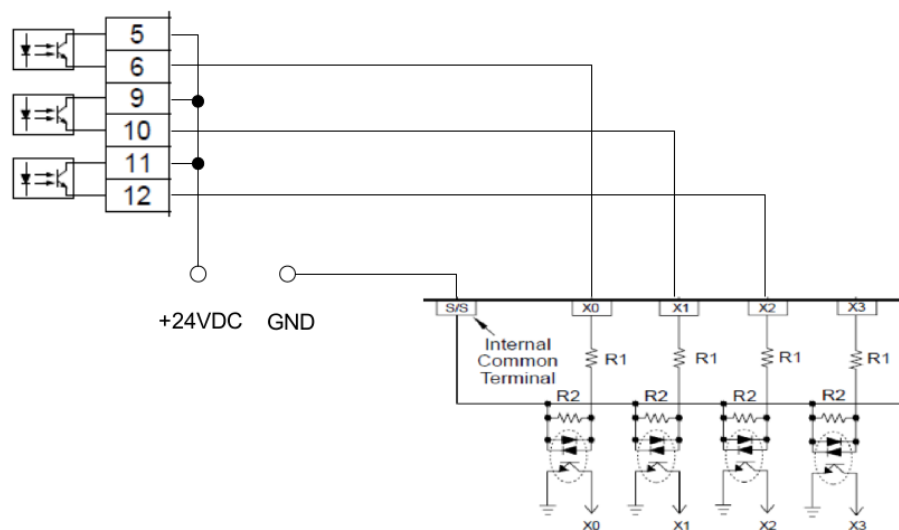 5
6
9
10
11
12
+24VDC GND
S/S X0 X1 X2 X3
Internal
Common
Terminal
R1 R1 R1 R1
R2 R2 R2 R2
X0 X1 X2 X3